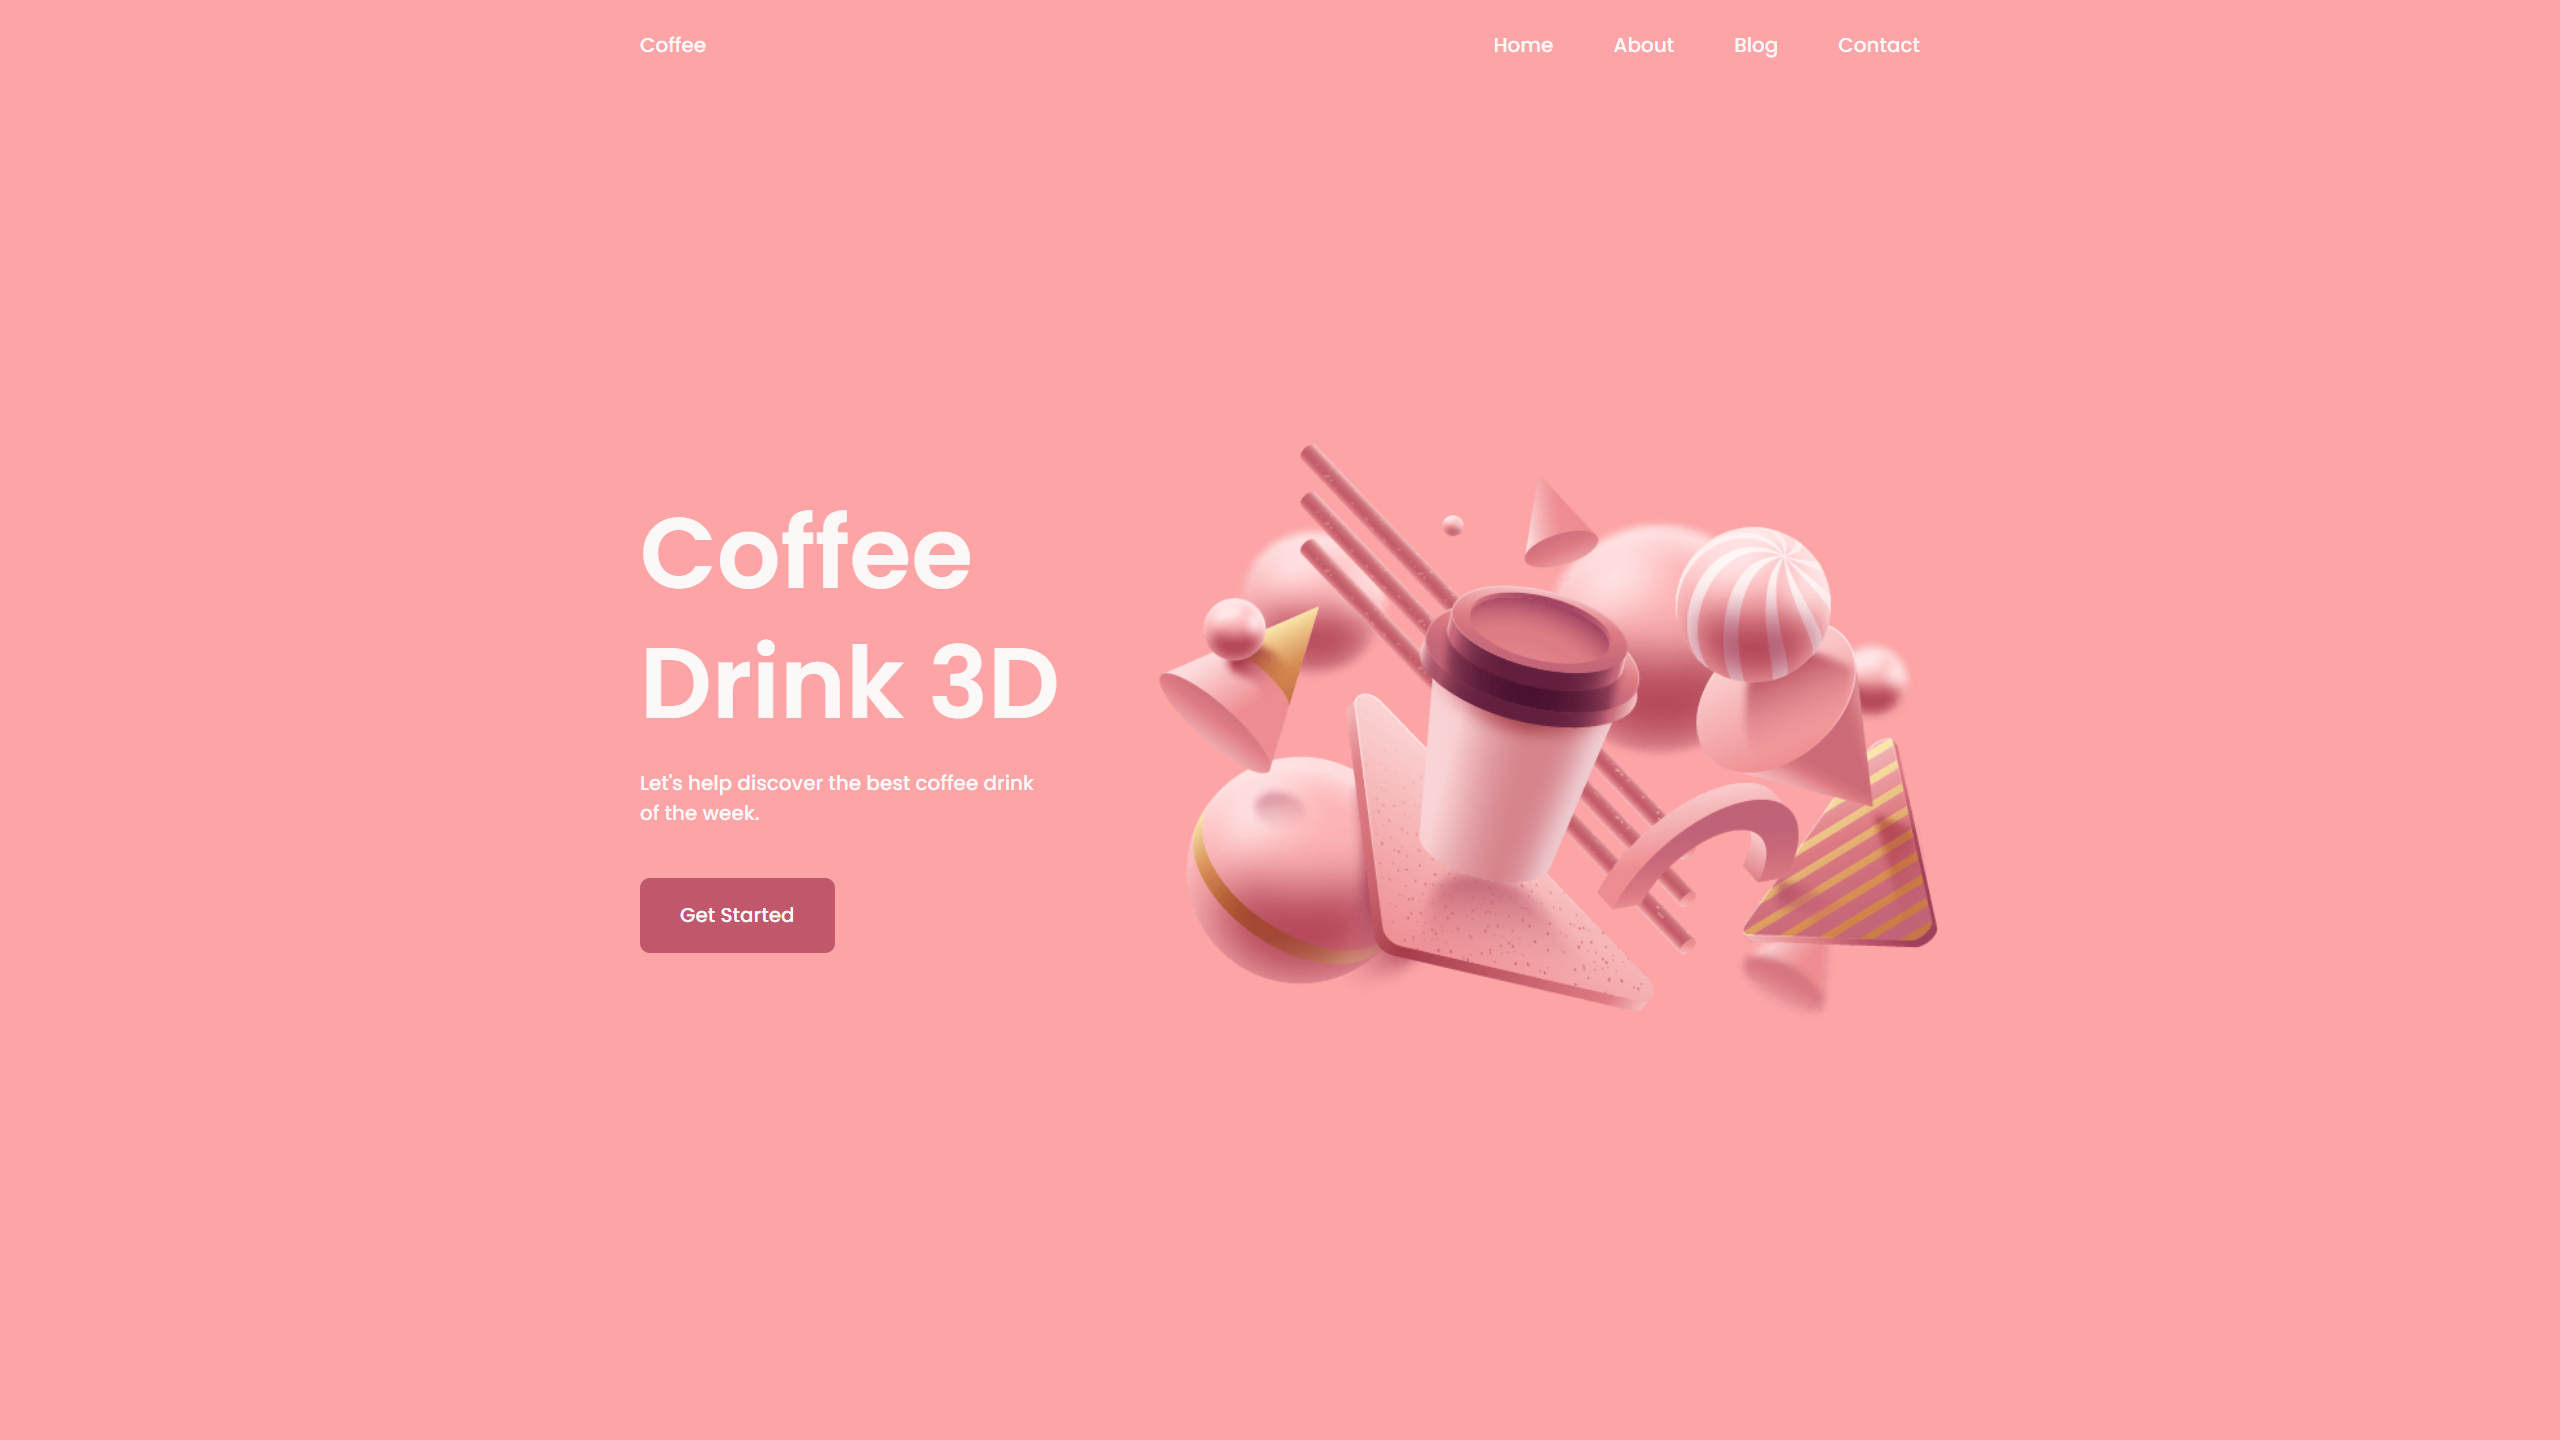 Coffee
Home About Blog Contact
Coffee
Drink 3D
Let's help discover the best coffee drink
of the week.
Get Started